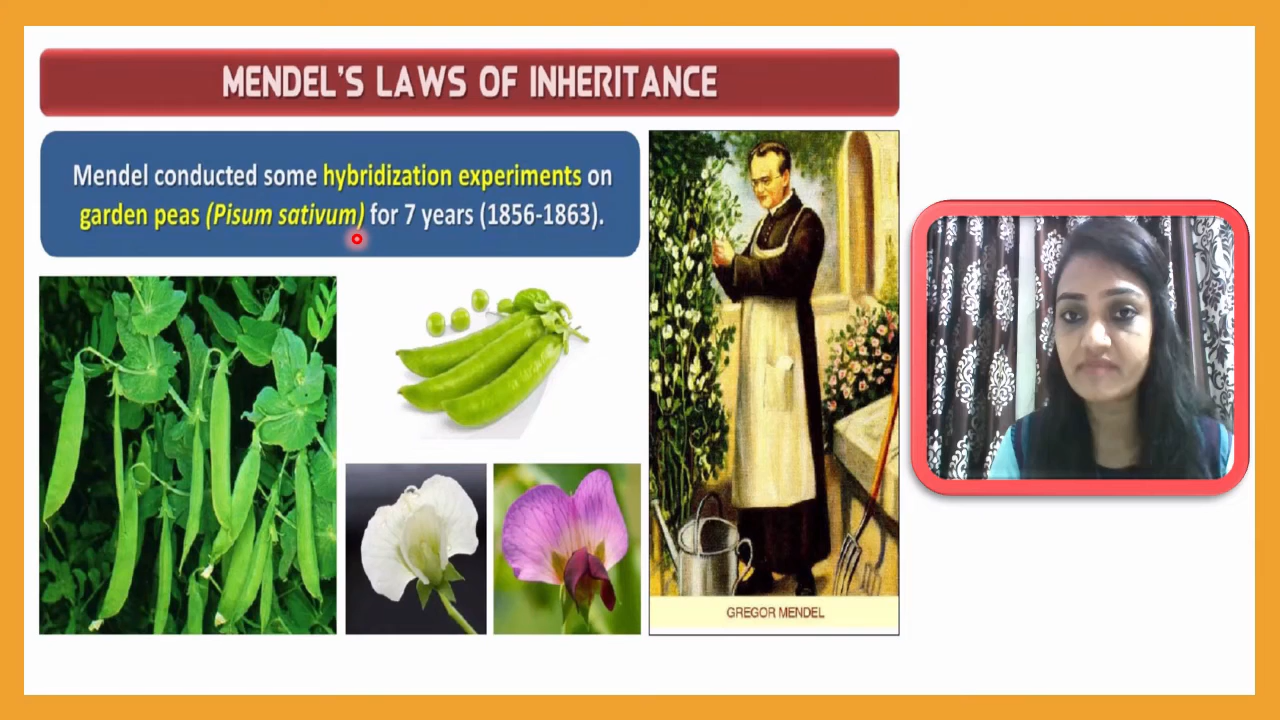 MENDEL'S LAWS OF INHERITANCE
Mendel conducted some hybridization experiments on
garden peas (Pisum sativum) for 7 years (1856-1863).
GREGOR MENDEL